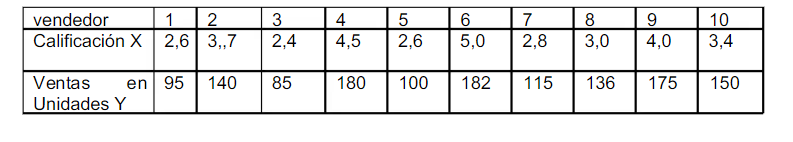 vendedor 1 2 3 4 5 6 7 8 9 10
Calificación X 2,6 3,,7 2,4 4,5 2,6 5,0 2,8 3,0 4,0 3,4
Ventas en 95 140 85 180 100 182 115 136 175 150
Unidades Y